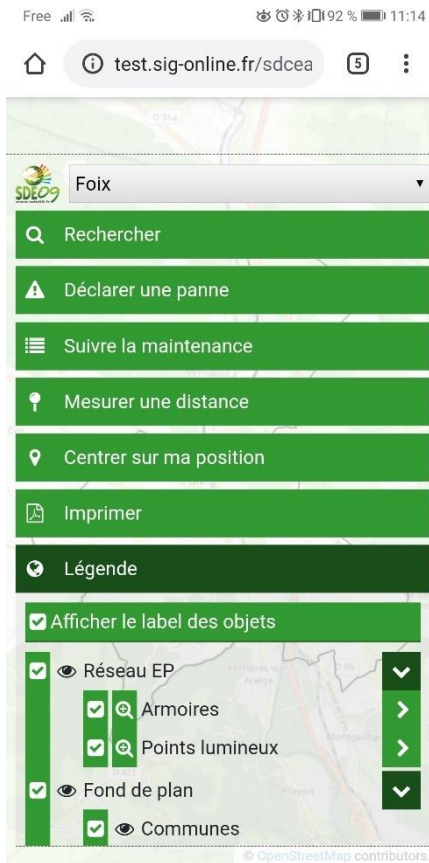 Free 92 % 11:14
test.sig-online.fr/sdcea 5
D 31a
SDE09 Foix
Rechercher
Déclarer une panne
Suivre la maintenance
Mesurer une distance
Centrer sur ma position
Imprimer
Légende
Afficher le label des objets
Réseau EP
Armoires
Points lumineux
Fond de plan
Communes
© OpenStreetMap contributors